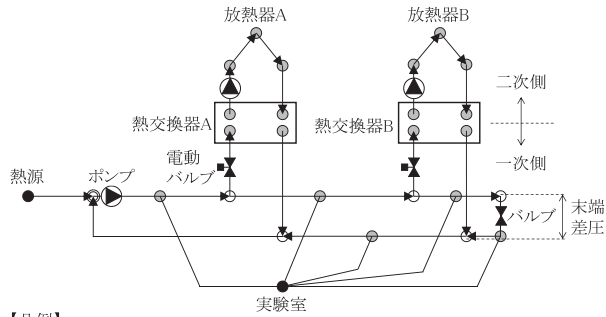 放熱器A
放熱器B
二次側
熱交換器A
熱交換器B
一次側
電動
バルブ
熱源
ポンプ
バルブ
末端
差圧
実験室
【凡例】